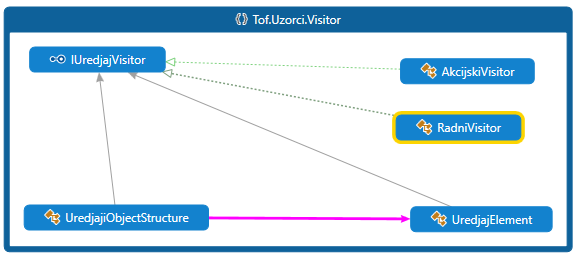 {} Tof.Uzorci.Visitor
IUredjajVisitor
AkcijskiVisitor
RadniVisitor
UredjajiObjectStructure
UredjajElement